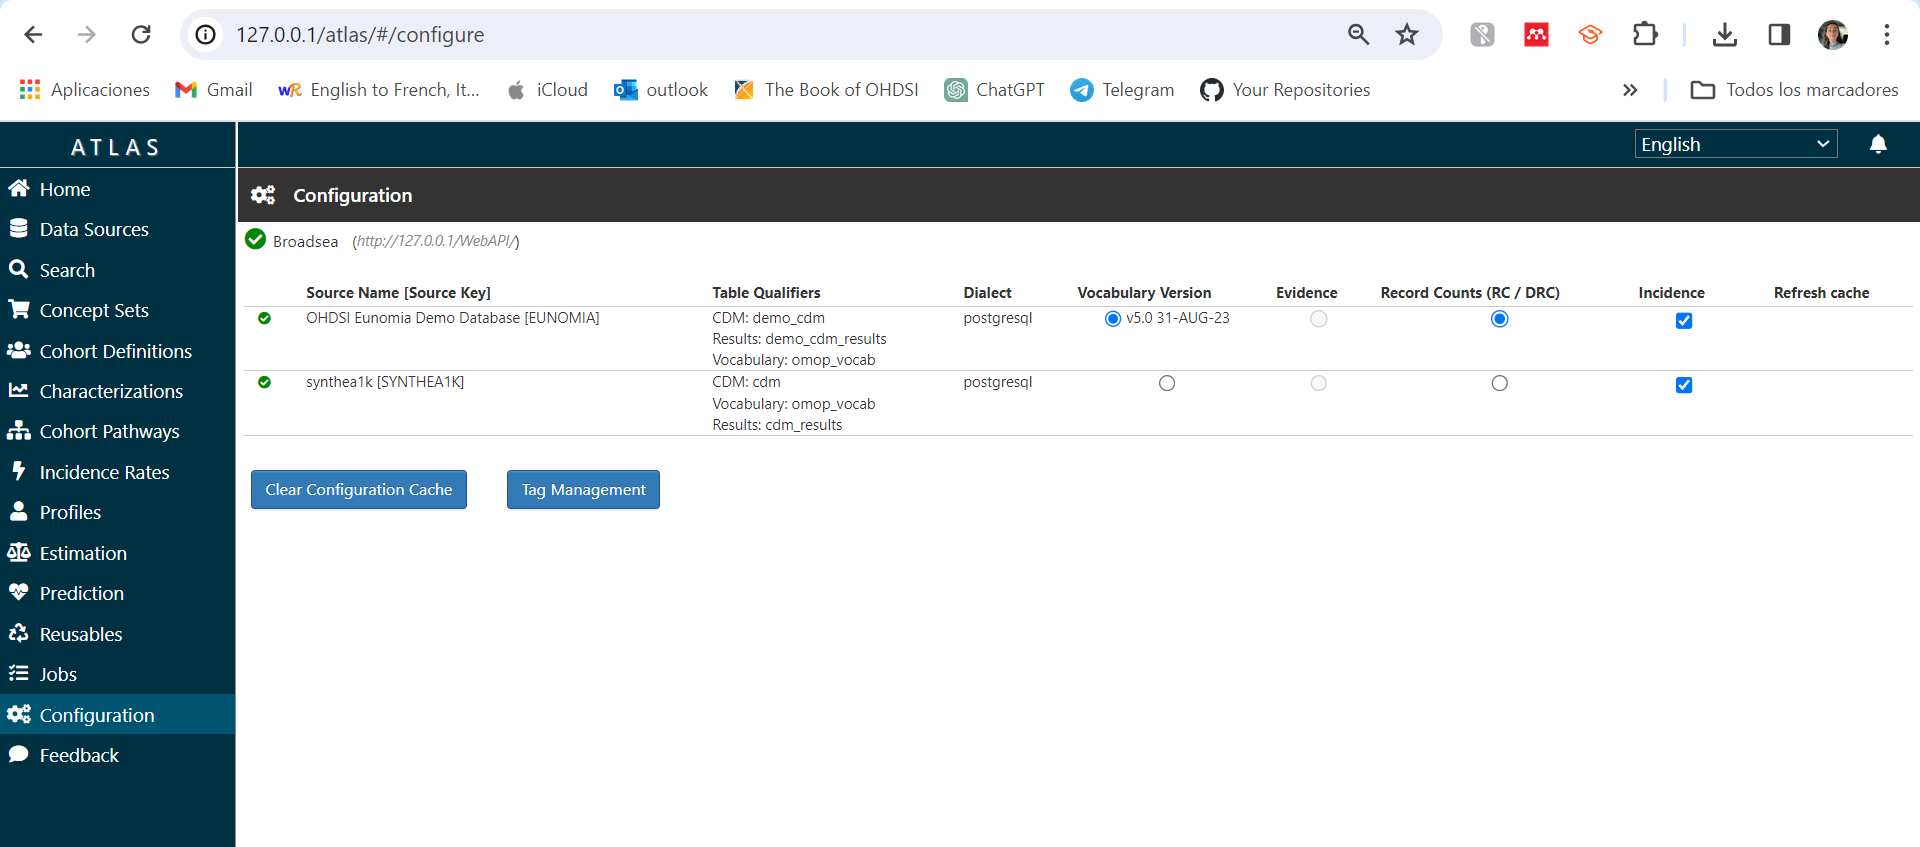 127.0.0.1/atlas/#/configure
Aplicaciones Gmail English to French, It... iCloud outlook The Book of OHDSI ChatGPT Telegram Your Repositories » Todos los marcadores
ATLAS English
Home
Data Sources
Search
Concept Sets
Cohort Definitions
Characterizations
Cohort Pathways
Incidence Rates
Profiles
Estimation
Prediction
Reusables
Jobs
Configuration
Feedback
Configuration
Broadsea (http://127.0.0.1/WebAPI/)
Source Name [Source Key] Table Qualifiers Dialect Vocabulary Version Evidence Record Counts (RC / DRC) Incidence Refresh cache
OHDSI Eunomia Demo Database [EUNOMIA] CDM: demo_cdm postgresql v5.0 31-AUG-23
Results: demo_cdm_results
Vocabulary: omop_vocab
synthea1k [SYNTHEA1K] CDM: cdm postgresql
Vocabulary: omop_vocab
Results: cdm_results
Clear Configuration Cache Tag Management